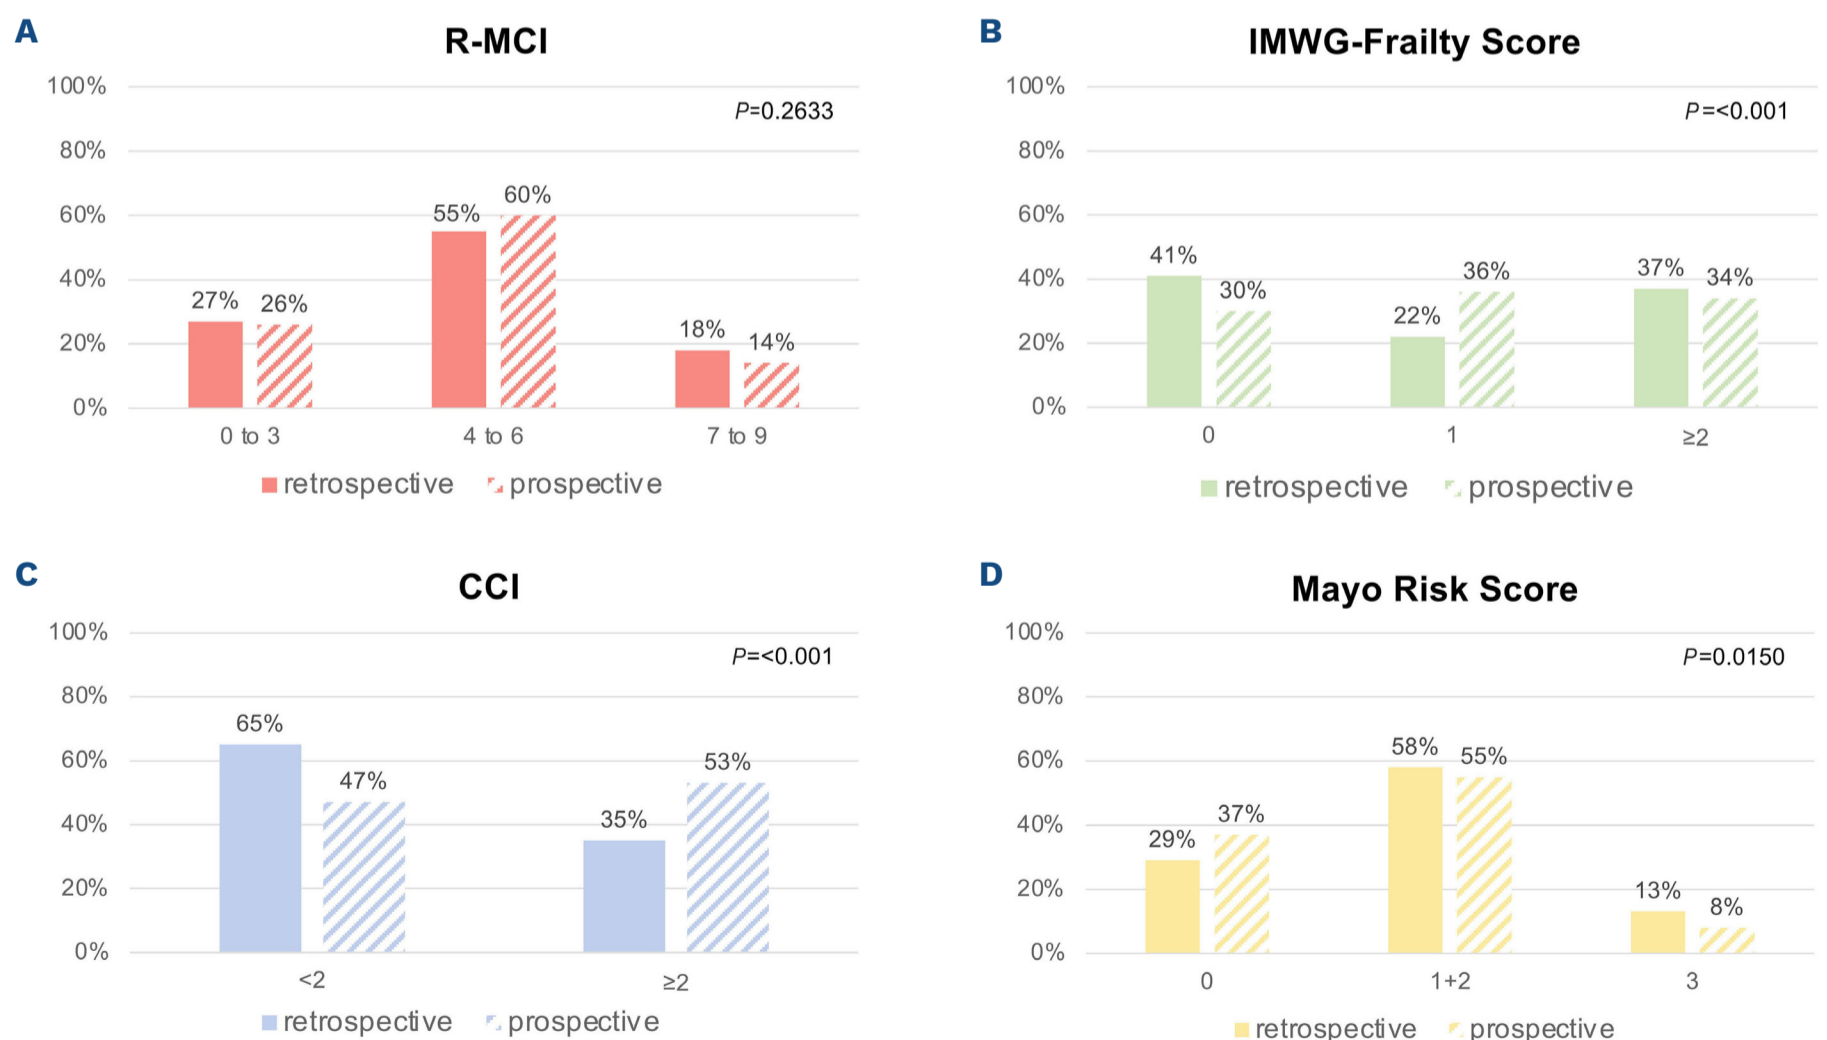 A
R-MCI
P=0.2633
100%
80%
60%
40%
20%
0%
27%
26%
55%
60%
18%
14%
0 to 3
4 to 6
7 to 9
retrospective
prospective
B
IMWG-Frailty Score
P=<0.001
100%
80%
60%
40%
20%
0%
41%
30%
22%
36%
37%
34%
0
1
≥2
retrospective
prospective
C
CCI
P=<0.001
100%
80%
60%
40%
20%
0%
65%
47%
35%
53%
<2
≥2
retrospective
prospective
D
Mayo Risk Score
P=0.0150
100%
80%
60%
40%
20%
0%
29%
37%
58%
55%
13%
8%
0
1+2
3
retrospective
prospective